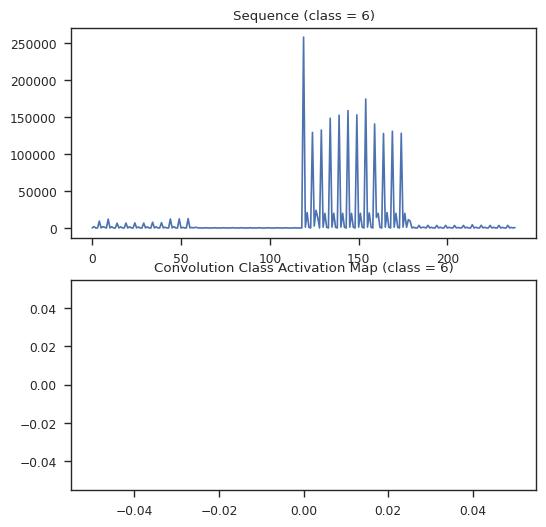 Sequence (class = 6)
250000
200000
150000
100000
50000
0
0 50 100 150 200
Convolution Class Activation Map (class = 6)
0.04
0.02
0.00
−0.02
−0.04
−0.04 −0.02 0.00 0.02 0.04